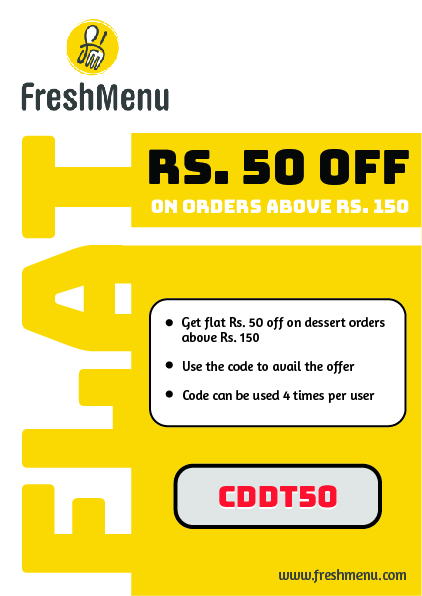 FreshMenu
FLAT
RS. 50 OFF
ON ORDERS ABOVE RS. 150
• Get flat Rs. 50 off on dessert orders
above Rs. 150
• Use the code to avail the offer
• Code can be used 4 times per user
CDDT50
www.freshmenu.com